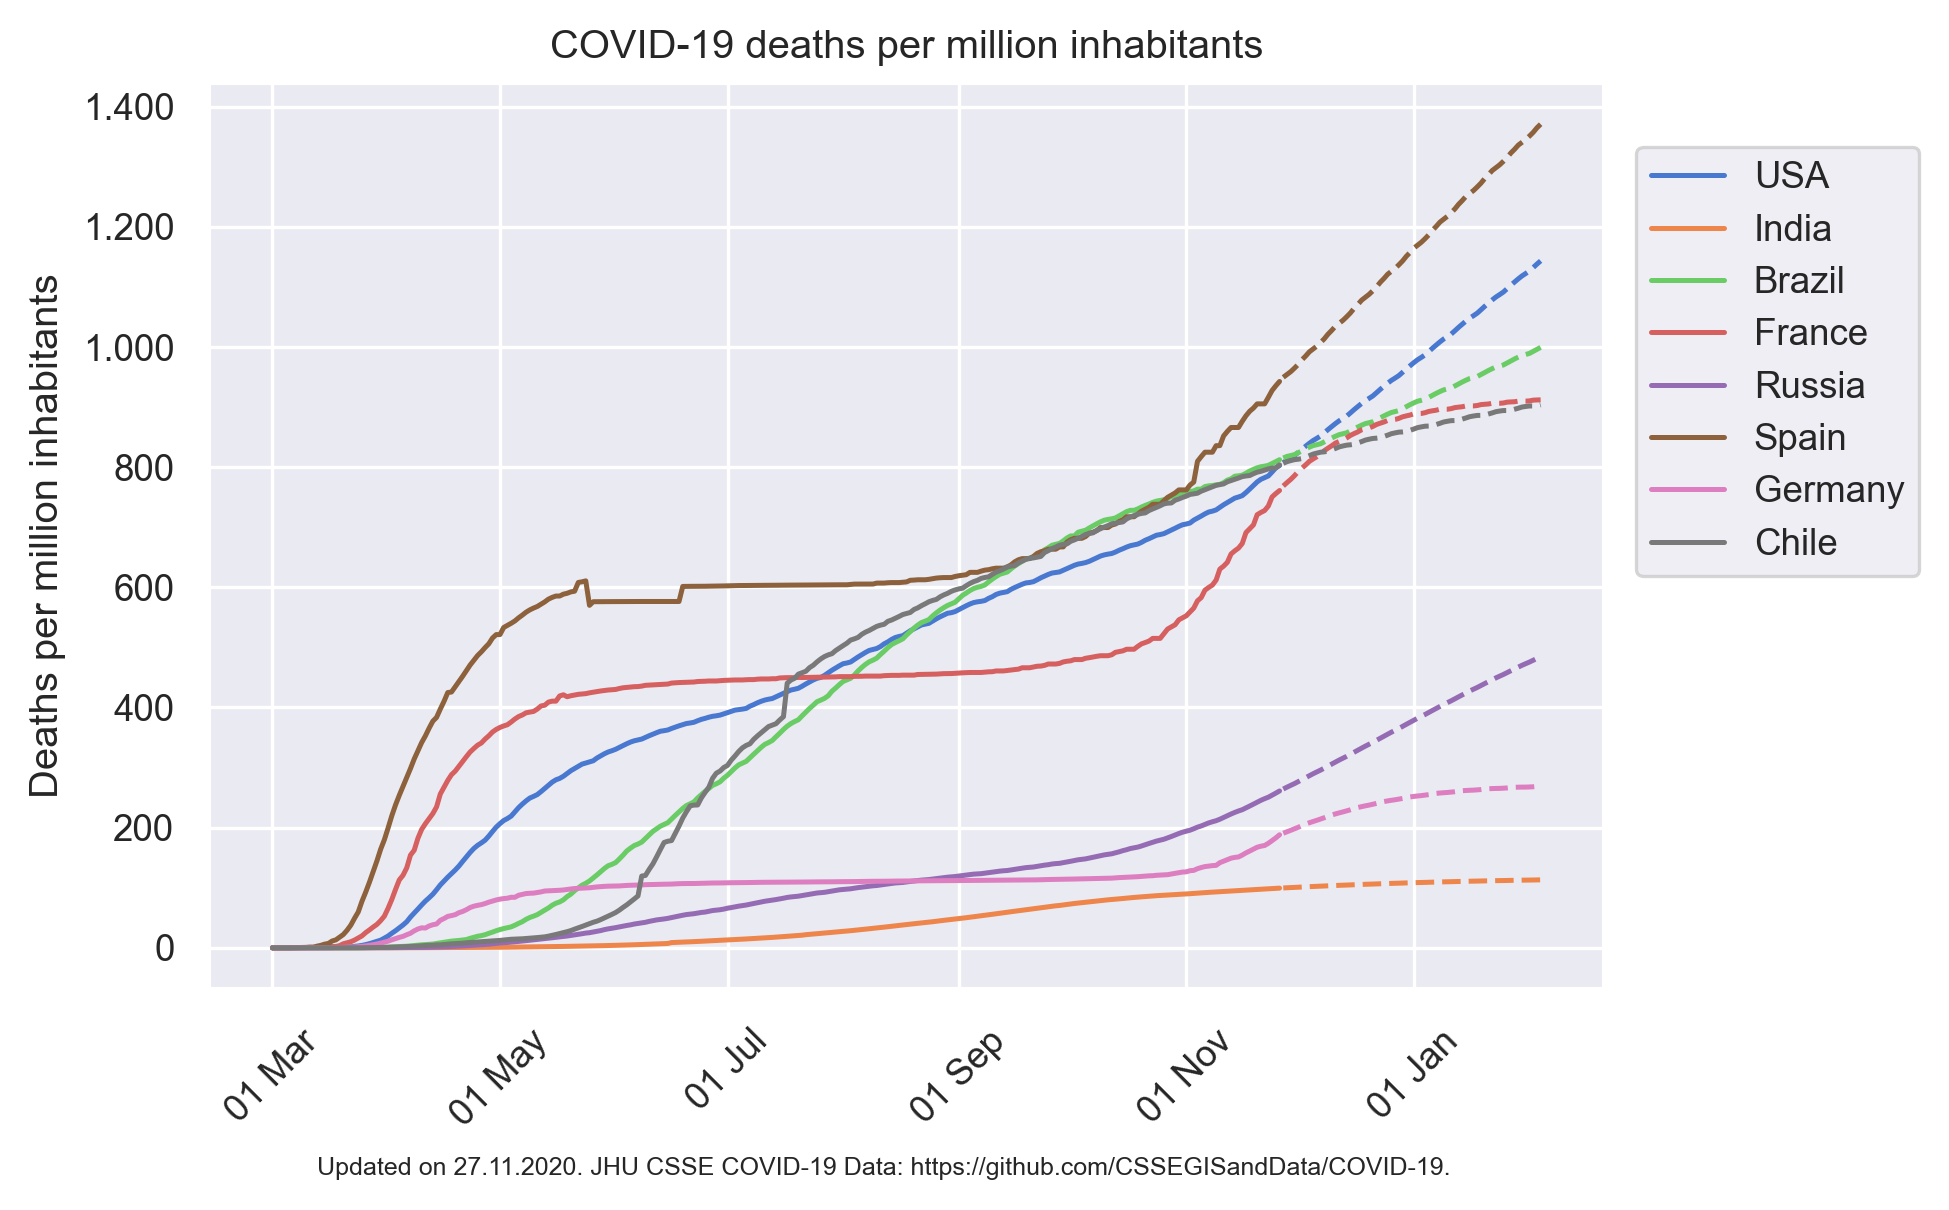 COVID-19 deaths per million inhabitants
Deaths per million inhabitants
1.400
1.200
1.000
800
600
400
200
0
01 Mar
01 May
01 Jul
01 Sep
01 Nov
01 Jan
USA
India
Brazil
France
Russia
Spain
Germany
Chile
Updated on 27.11.2020. JHU CSSE COVID-19 Data: https://github.com/CSSEGISandData/COVID-19.